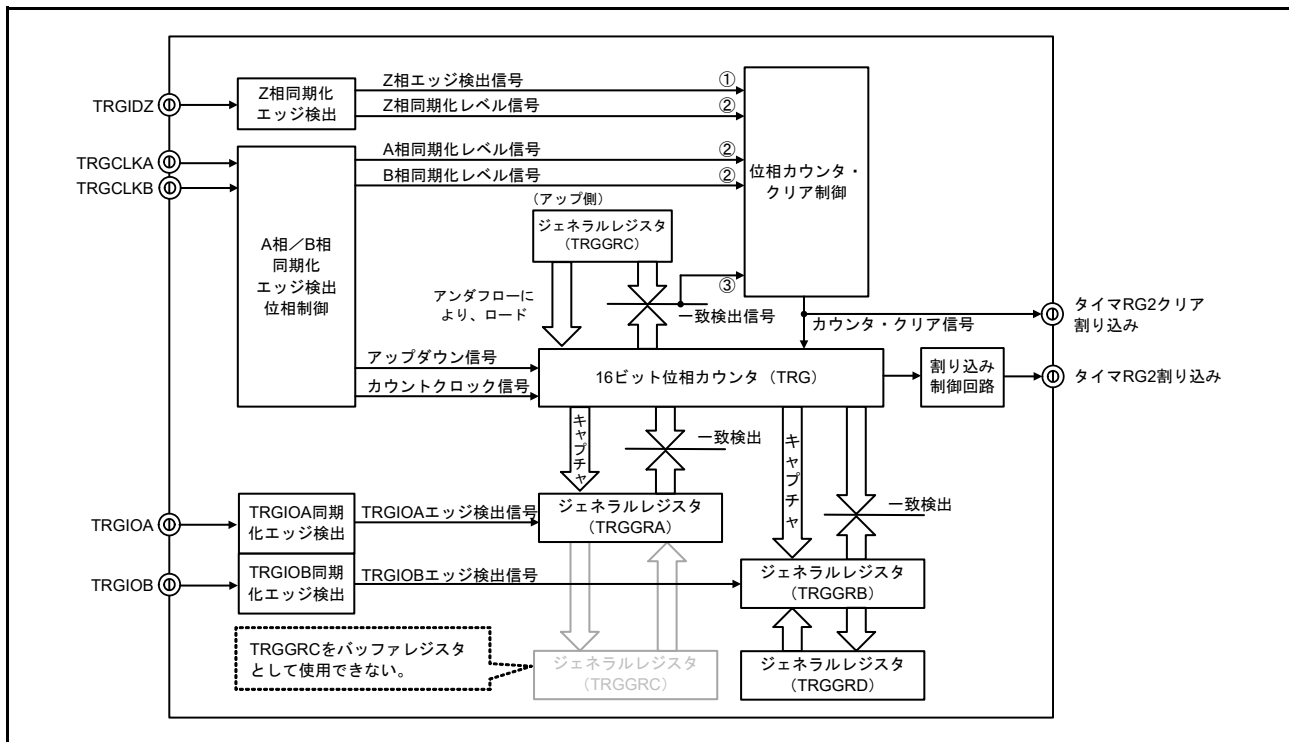 TRGIDZ
Z相同期化
エッジ検出
Z相エッジ検出信号
①
Z相同期化レベル信号
②
TRGCLKA
TRGCLKB
A相/B相
同期化
エッジ検出
位相制御
A相同期化レベル信号
②
B相同期化レベル信号
②
位相カウンタ・
クリア制御
(アップ側)
ジェネラルレジスタ
(TRGGRC)
アンダフローに
より、ロード
③
一致検出信号
カウンタ・クリア信号
タイマRG2クリア
割り込み
アップダウン信号
カウントクロック信号
16ビット位相カウンタ(TRG)
割り込み
制御回路
タイマRG2割り込み
キャプチャ
一致検出
キャプチャ
一致検出
TRGIOA
TRGIOA同期
化エッジ検出
TRGIOAエッジ検出信号
ジェネラルレジスタ
(TRGGRA)
TRGIOB
TRGIOB同期
化エッジ検出
TRGIOBエッジ検出信号
ジェネラルレジスタ
(TRGGRB)
TRGGRCをバッファレジスタ
として使用できない。
ジェネラルレジスタ
(TRGGRC)
ジェネラルレジスタ
(TRGGRD)